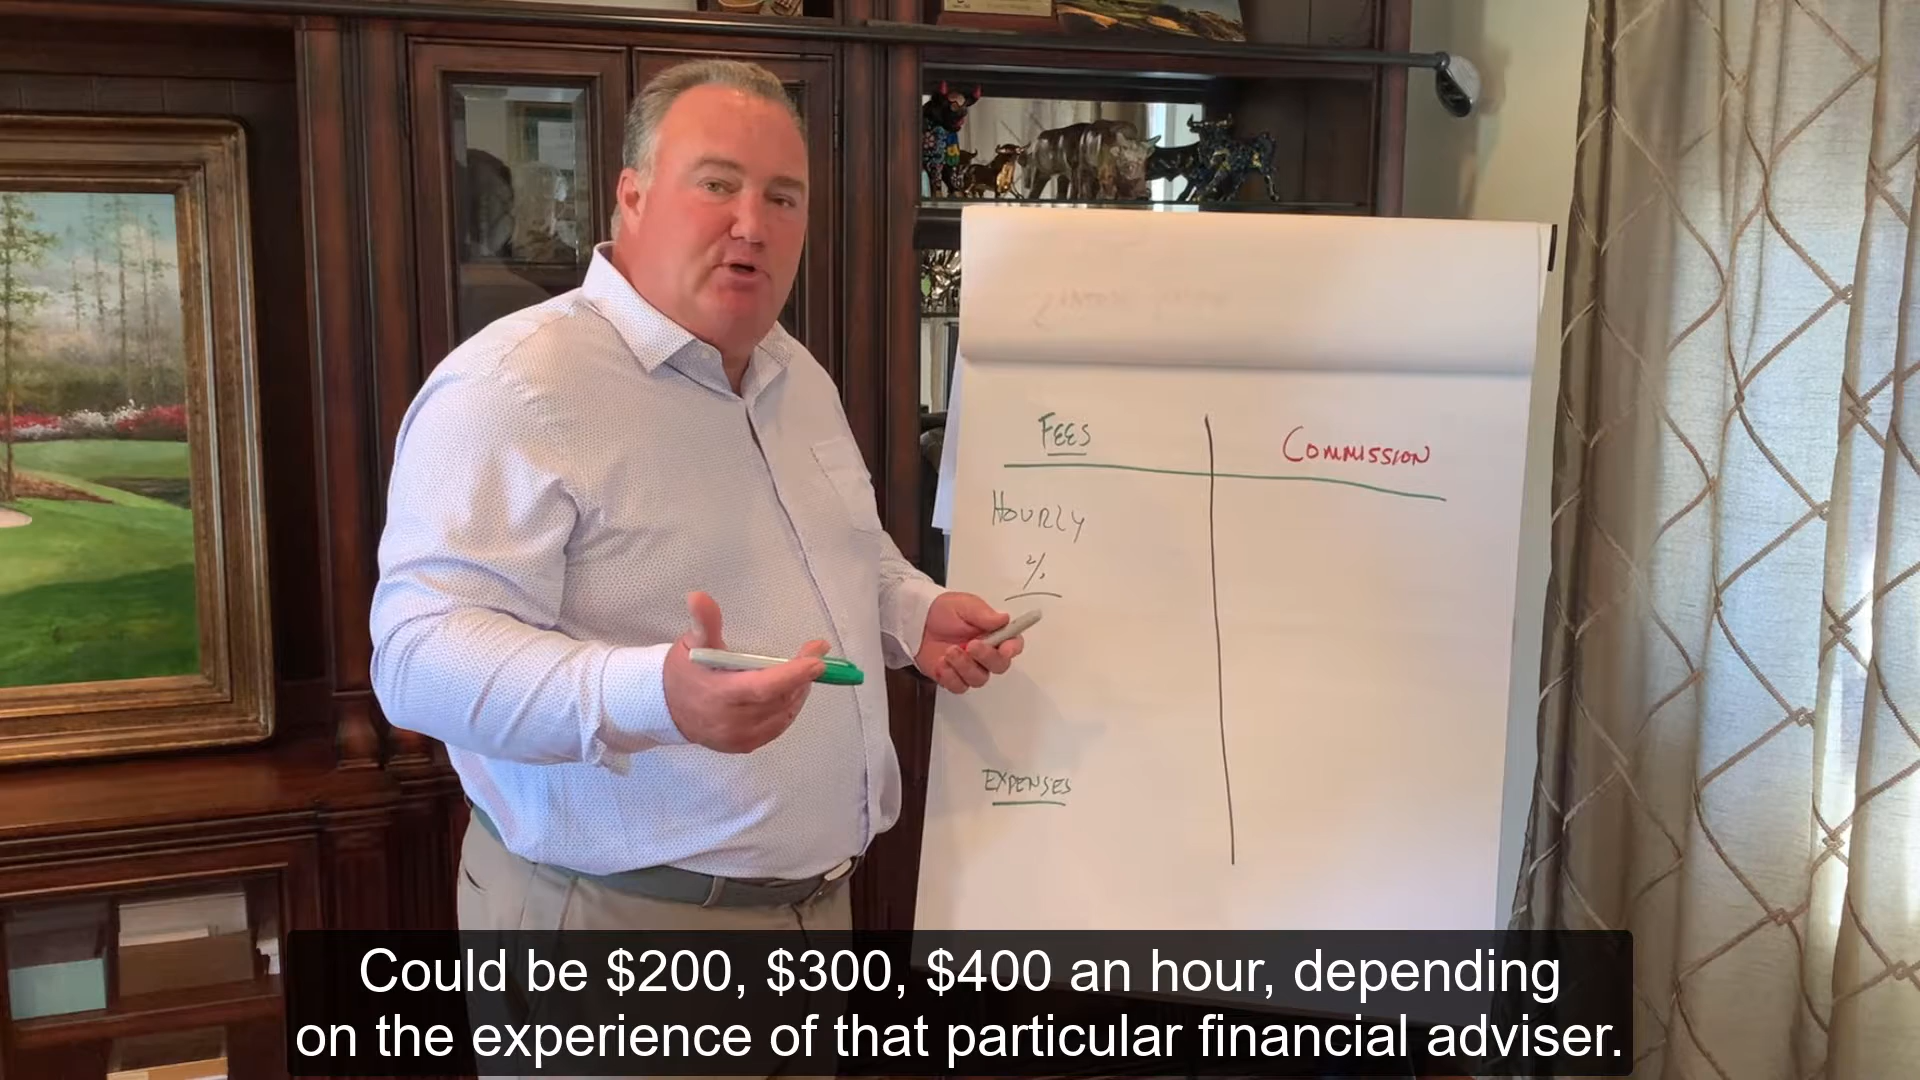 FEES
COMMISSION
HOURLY
%
EXPENSES
Could be $200, $300, $400 an hour, depending
on the experience of that particular financial adviser.